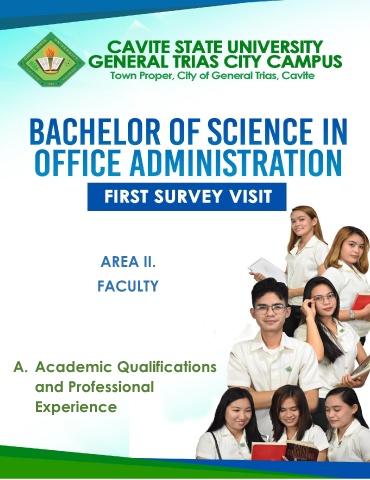 CAVITE STATE UNIVERSITY
GENERAL TRIAS CITY CAMPUS
Town Proper, City of General Trias, Cavite
BACHELOR OF SCIENCE IN
OFFICE ADMINISTRATION
FIRST SURVEY VISIT
AREA II.
FACULTY
A. Academic Qualifications
and Professional
Experience